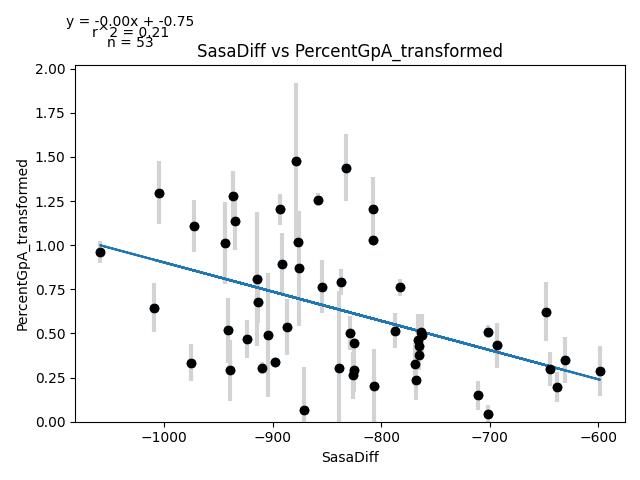 y = -0.00x + -0.75
r^2 = 0.21
n = 53
SasaDiff vs PercentGpA_transformed
2.00
1.75
1.50
1.25
1.00
0.75
0.50
0.25
0.00
PercentGpA_transformed
−1000
−900
−800
−700
−600
SasaDiff